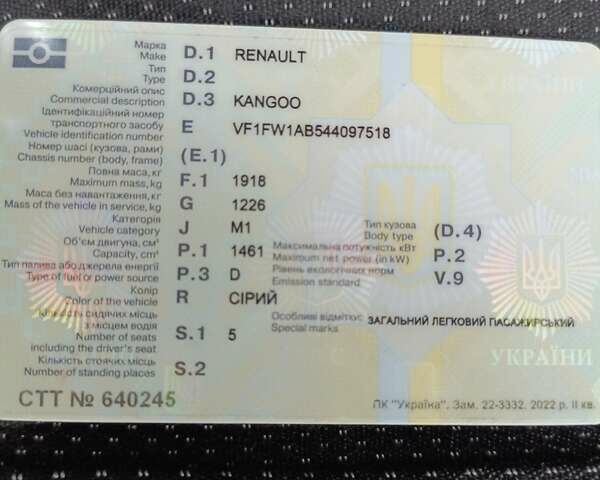 Марка
Make D.1 RENAULT
Тип
Type D.2
Комерційний опис
Commercial description D.3 KANGOO
Ідентифікаційний номер
транспортного засобу
Vehicle identification number E VF1FW1AB544097518
Номер шасі (кузова, рами)
Chassis number (body, frame) (E.1)
Повна маса, кг
Maximum mass, kg F.1 1918
Маса без навантаження, кг
Mass of the vehicle in service, kg G 1226
Категорія
Vehicle category J M1
Тип кузова
Body type (D.4)
Об'єм двигуна, см³
Capacity, cm³ P.1 1461
Максимальна потужність кВт
Maximum net power (in kW) P.2
Тип палива або джерела енергії
Type of fuel or power source P.3 D
Рівень екологічних норм
Emission standard V.9
Колір
Color of the vehicle R СІРИЙ
Кількість сидячих місць
з місцем водія
Number of seats
including the driver's seat S.1 5
Особливі відмітки:
Special marks ЗАГАЛЬНИЙ ЛЕГКОВИЙ ПАСАЖИРСЬКИЙ
УКРАЇНИ
Кількість стоячих місць
Number of standing places S.2
СТТ № 640245
ПК "Україна". Зам. 22-3332. 2022 р. II кв.